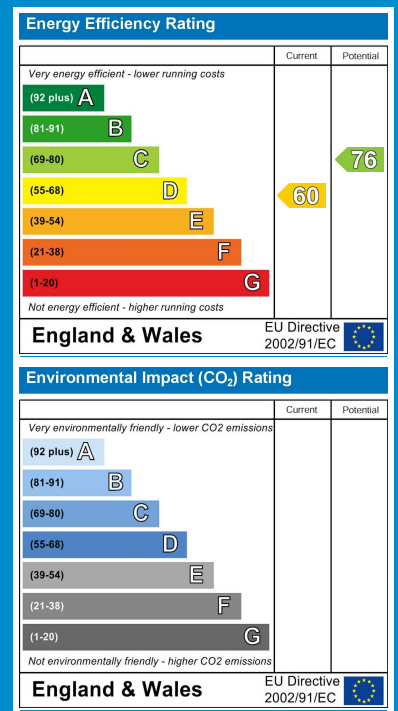 Energy Efficiency Rating
Current Potential
Very energy efficient - lower running costs
(92 plus) A
(81-91) B
(69-80) C
76
(55-68) D
60
(39-54) E
(21-38) F
(1-20) G
Not energy efficient - higher running costs
England & Wales
EU Directive
2002/91/EC
Environmental Impact (CO₂) Rating
Current Potential
Very environmentally friendly - lower CO2 emissions
(92 plus) A
(81-91) B
(69-80) C
(55-68) D
(39-54) E
(21-38) F
(1-20) G
Not environmentally friendly - higher CO2 emissions
England & Wales
EU Directive
2002/91/EC